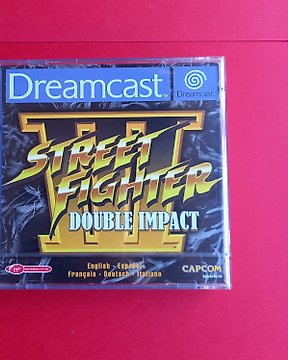 Dreamcast
Dreamcast
III
STREET
FIGHTER
DOUBLE IMPACT
English - Español
Français - Deutsch - Italiano
CAPCOM